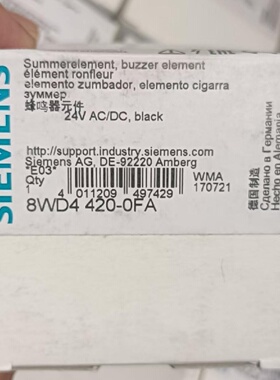 SIEMENS
Summerelement, buzzer element
élément ronfleur
elemento zumbador, elemento cigarra
зуммер
蜂鸣器元件
24V AC/DC, black
http://support.industry.siemens.com
Siemens AG, DE-92220 Amberg
*E03*
Qty
1
WMA
170721
4 011209 497429
8WD4 420-0FA
德国制造
Сделано в Германии
Hecho en Alemania